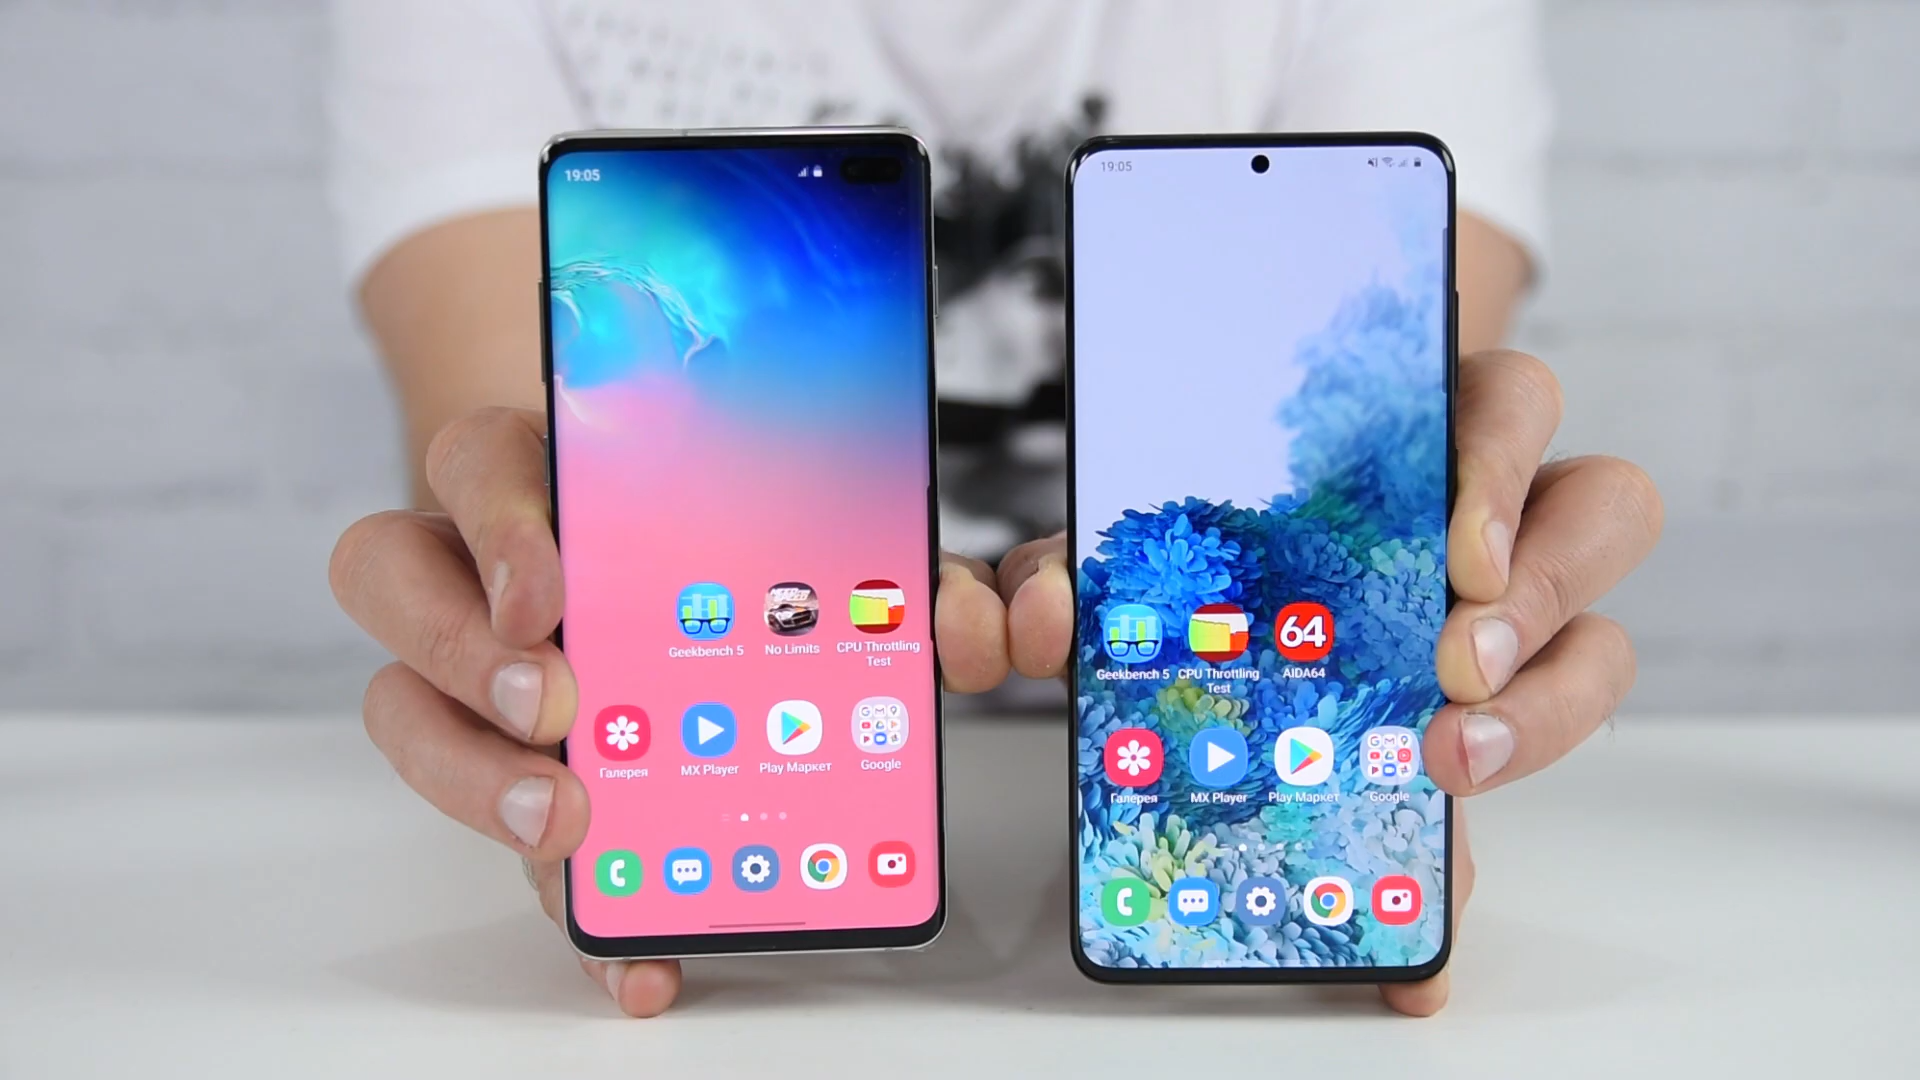 19:05
Geekbench 5
No Limits
CPU Throttling
Test
Галерея
MX Player
Play Маркет
Google
19:05
64
Geekbench 5
CPU Throttling
Test
AIDA64
Галерея
MX Player
Play Маркет
Google